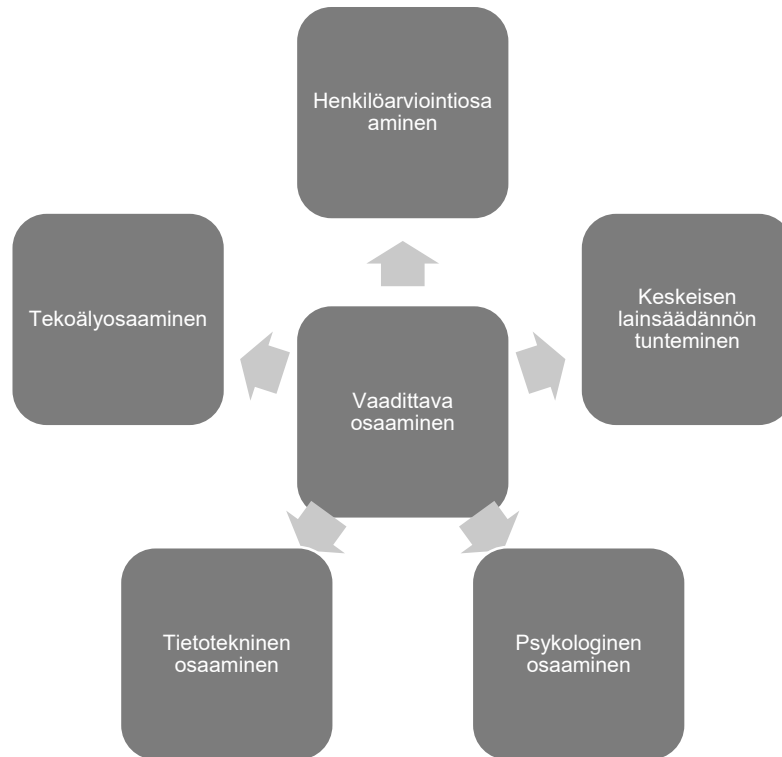 Henkilöarviointiosa
aminen
Tekoälyosaaminen
Keskeisen
lainsäädännön
tunteminen
Vaadittava
osaaminen
Tietotekninen
osaaminen
Psykologinen
osaaminen